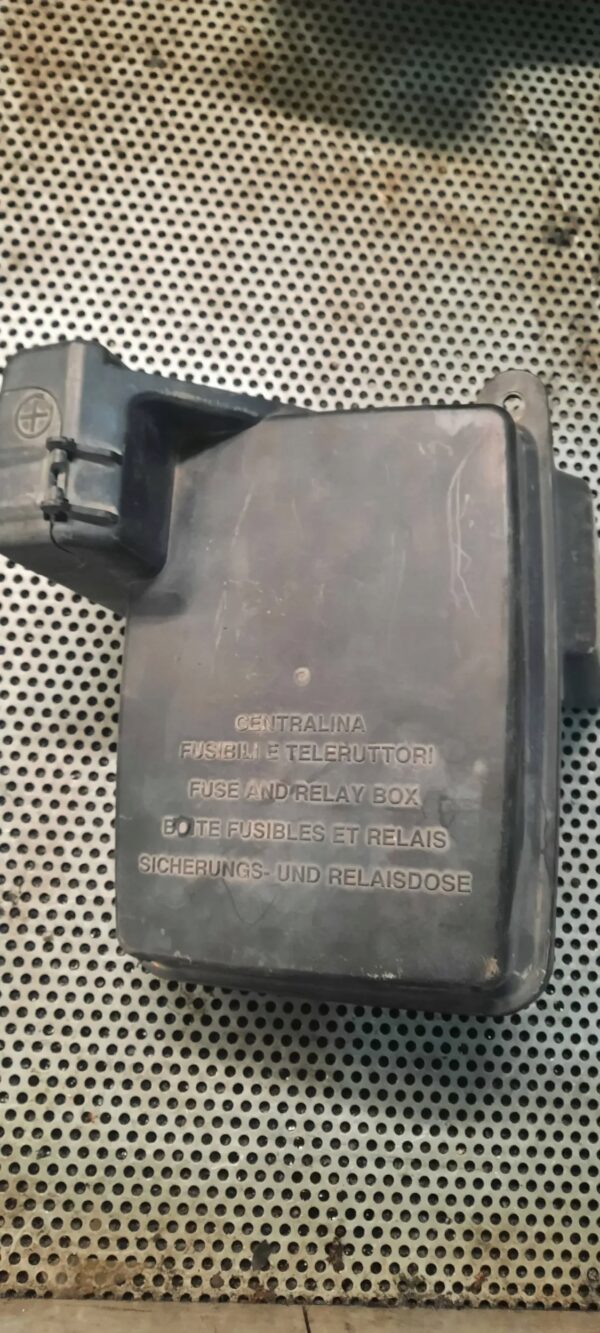 +
CENTRALINA
FUSIBILI E TELERUTTORI
FUSE AND RELAY BOX
BOITE FUSIBLES ET RELAIS
SICHERUNGS- UND RELAISDOSE